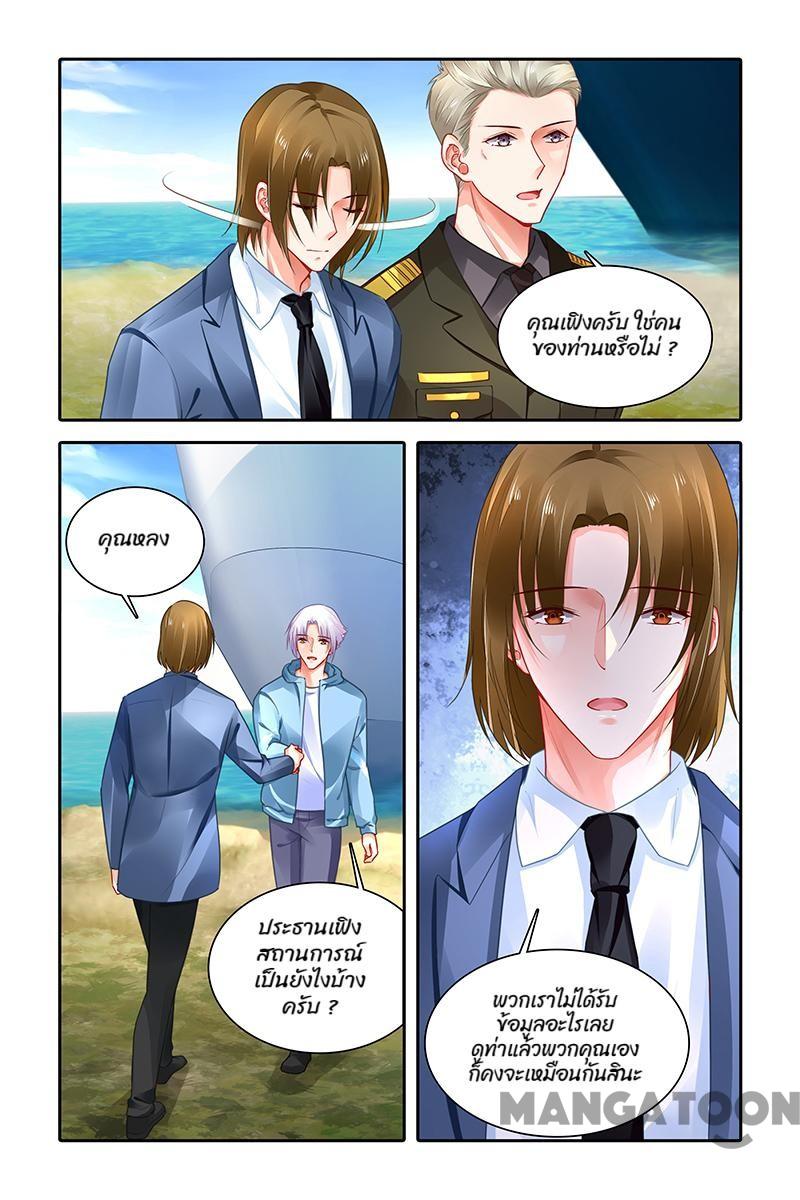 คุณเฟิงครับ ใช่คน
ของท่านหรือไม่ ?
คุณหลง
ประธานเฟิง
สถานการณ์
เป็นยังไงบ้าง
ครับ ?
พวกเราไม่ได้รับ
ข้อมูลอะไรเลย
ดูท่าแล้วพวกคุณเอง
ก็คงจะเหมือนกันสินะ
MANGATOON